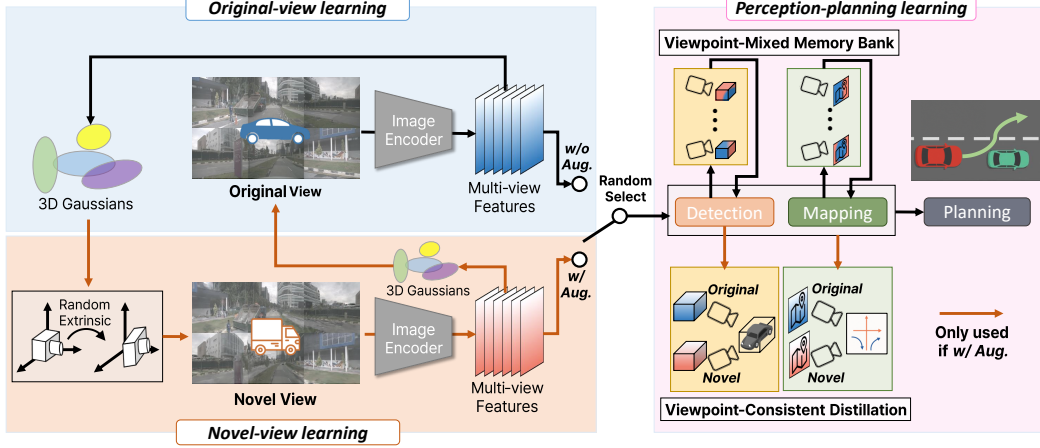 Original-view learning
Original View
Image
Encoder
Multi-view
Features
w/o
Aug.
3D Gaussians
Random
Select
3D Gaussians
w/
Aug.
Random
Extrinsic
Novel View
Image
Encoder
Multi-view
Features
Novel-view learning
Perception-planning learning
Viewpoint-Mixed Memory Bank
Detection
Mapping
Planning
Original
Novel
Original
Novel
Only used
if w/ Aug.
Viewpoint-Consistent Distillation